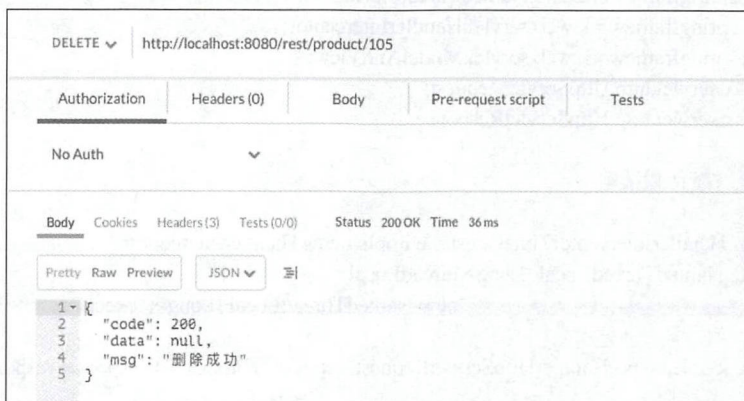 DELETE http://localhost:8080/rest/product/105
Authorization Headers (0) Body Pre-request script Tests
No Auth
Body Cookies Headers (3) Tests (0/0) Status 200 OK Time 36 ms
Pretty Raw Preview JSON
1 {
2 "code": 200,
3 "data": null,
4 "msg": "删除成功"
5 }